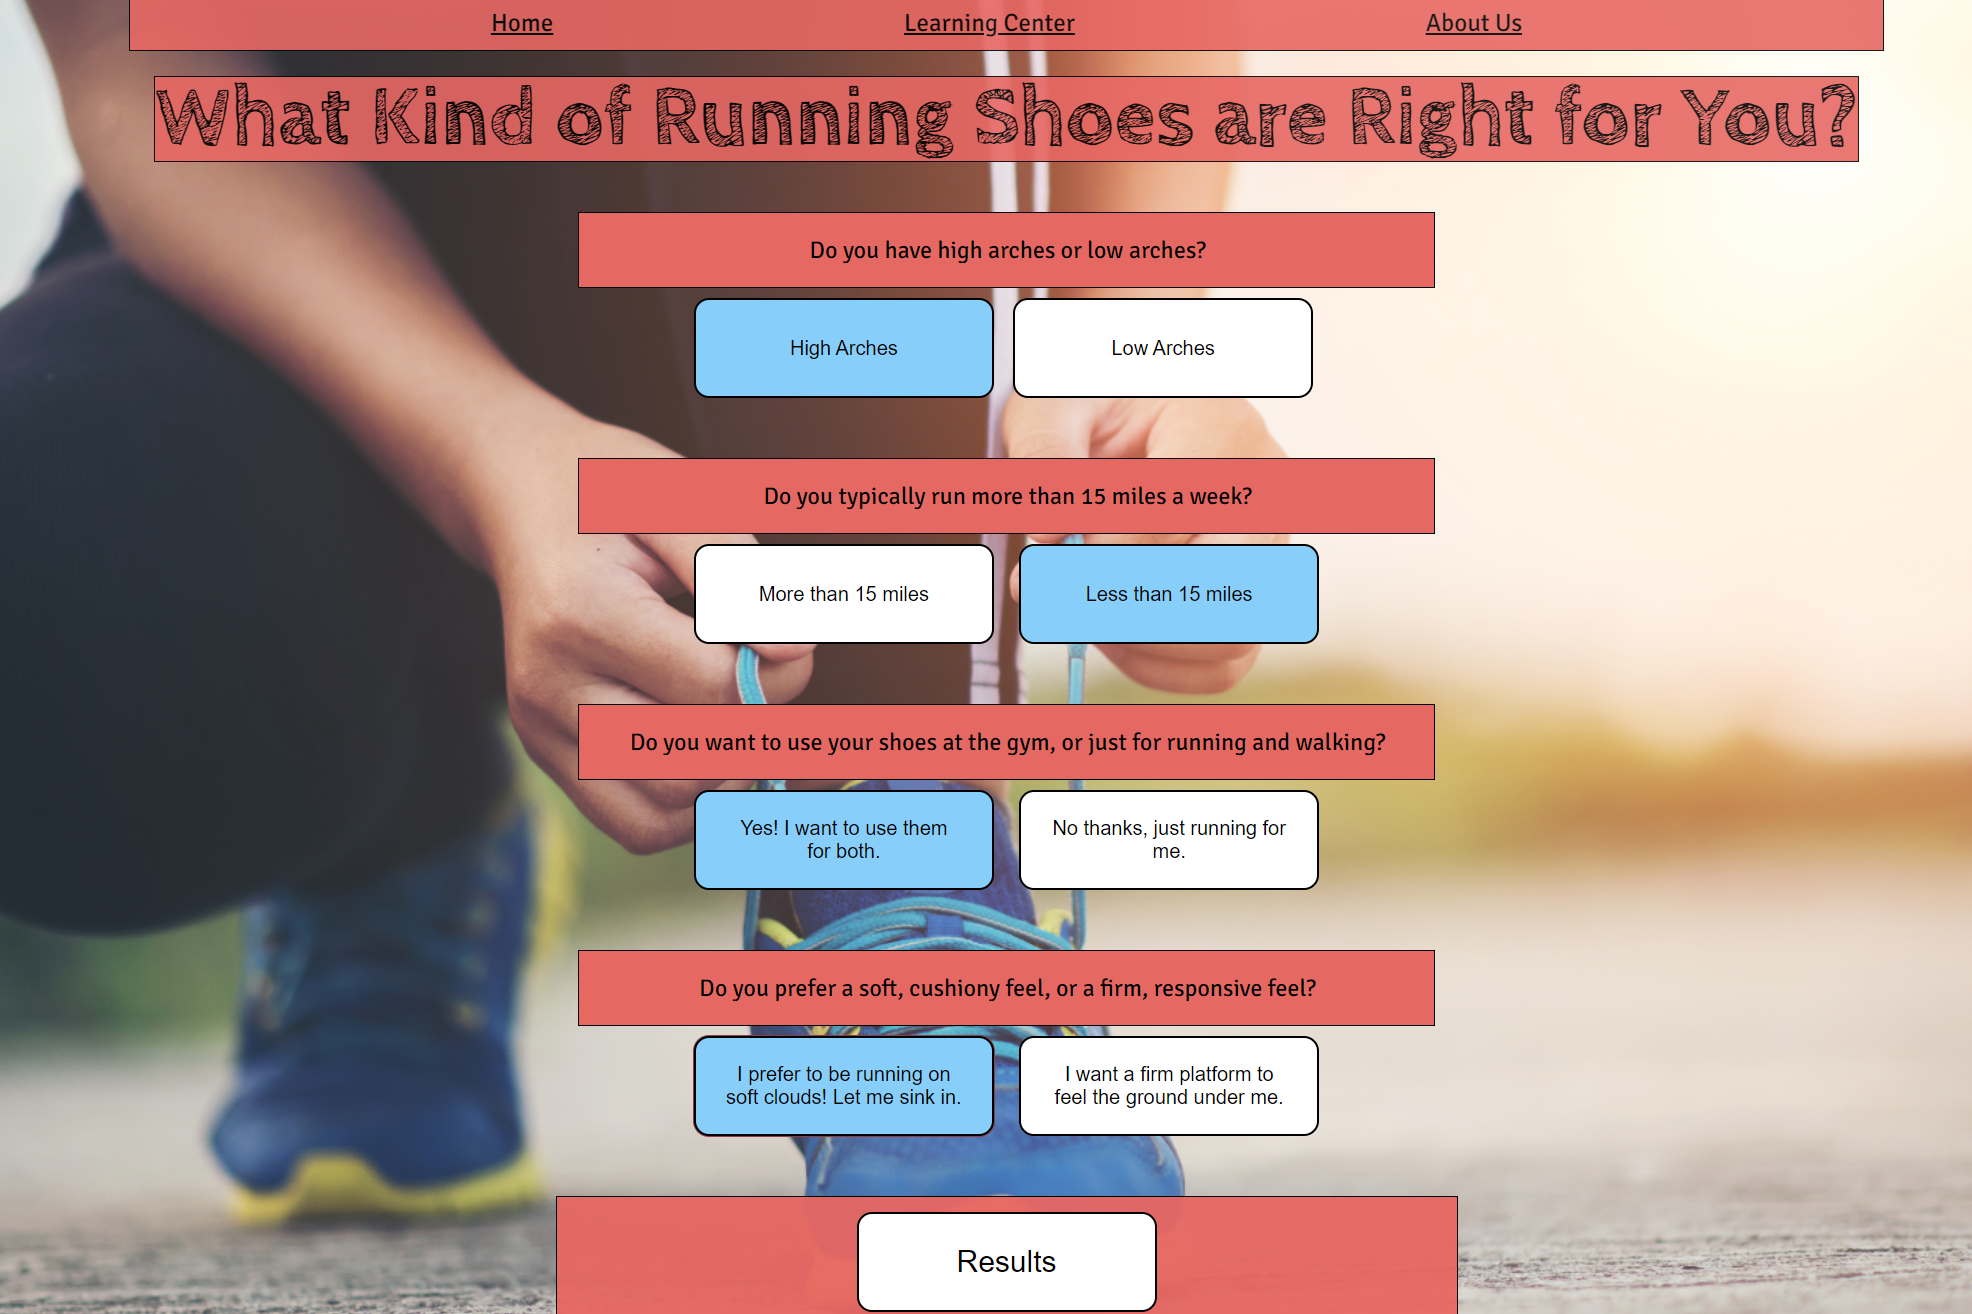 Home
Learning Center
About Us
What Kind of Running Shoes are Right for You?
Do you have high arches or low arches?
High Arches
Low Arches
Do you typically run more than 15 miles a week?
More than 15 miles
Less than 15 miles
Do you want to use your shoes at the gym, or just for running and walking?
Yes! I want to use them
for both.
No thanks, just running for
me.
Do you prefer a soft, cushiony feel, or a firm, responsive feel?
I prefer to be running on
soft clouds! Let me sink in.
I want a firm platform to
feel the ground under me.
Results